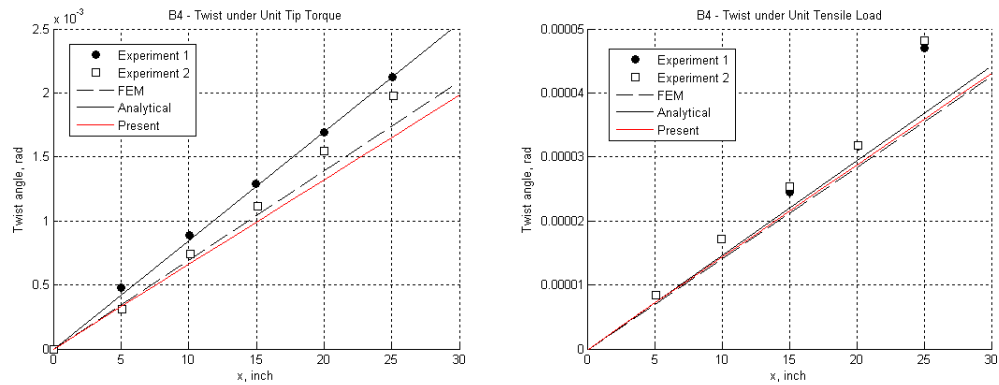 B4 - Twist under Unit Tip Torque
x 10⁻³
2.5
2
1.5
1
0.5
0
Twist angle, rad
Experiment 1
Experiment 2
FEM
Analytical
Present
0 5 10 15 20 25 30
x, inch
B4 - Twist under Unit Tensile Load
0.00005
0.00004
0.00003
0.00002
0.00001
0
Twist angle, rad
Experiment 1
Experiment 2
FEM
Analytical
Present
0 5 10 15 20 25 30
x, inch